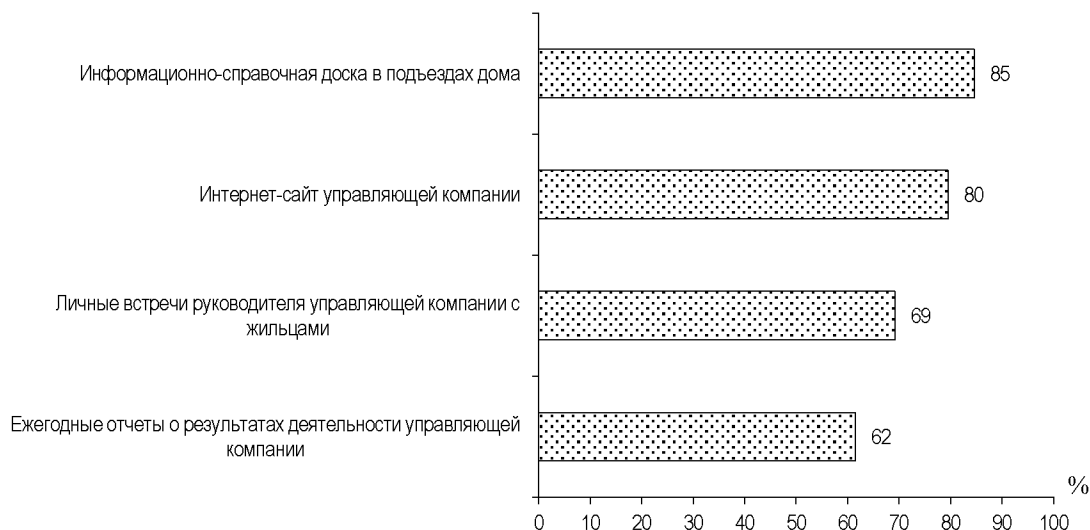 Информационно-справочная доска в подъездах дома
85
Интернет-сайт управляющей компании
80
Личные встречи руководителя управляющей компании с
жильцами
69
Ежегодные отчеты о результатах деятельности управляющей
компании
62
%
0 10 20 30 40 50 60 70 80 90 100